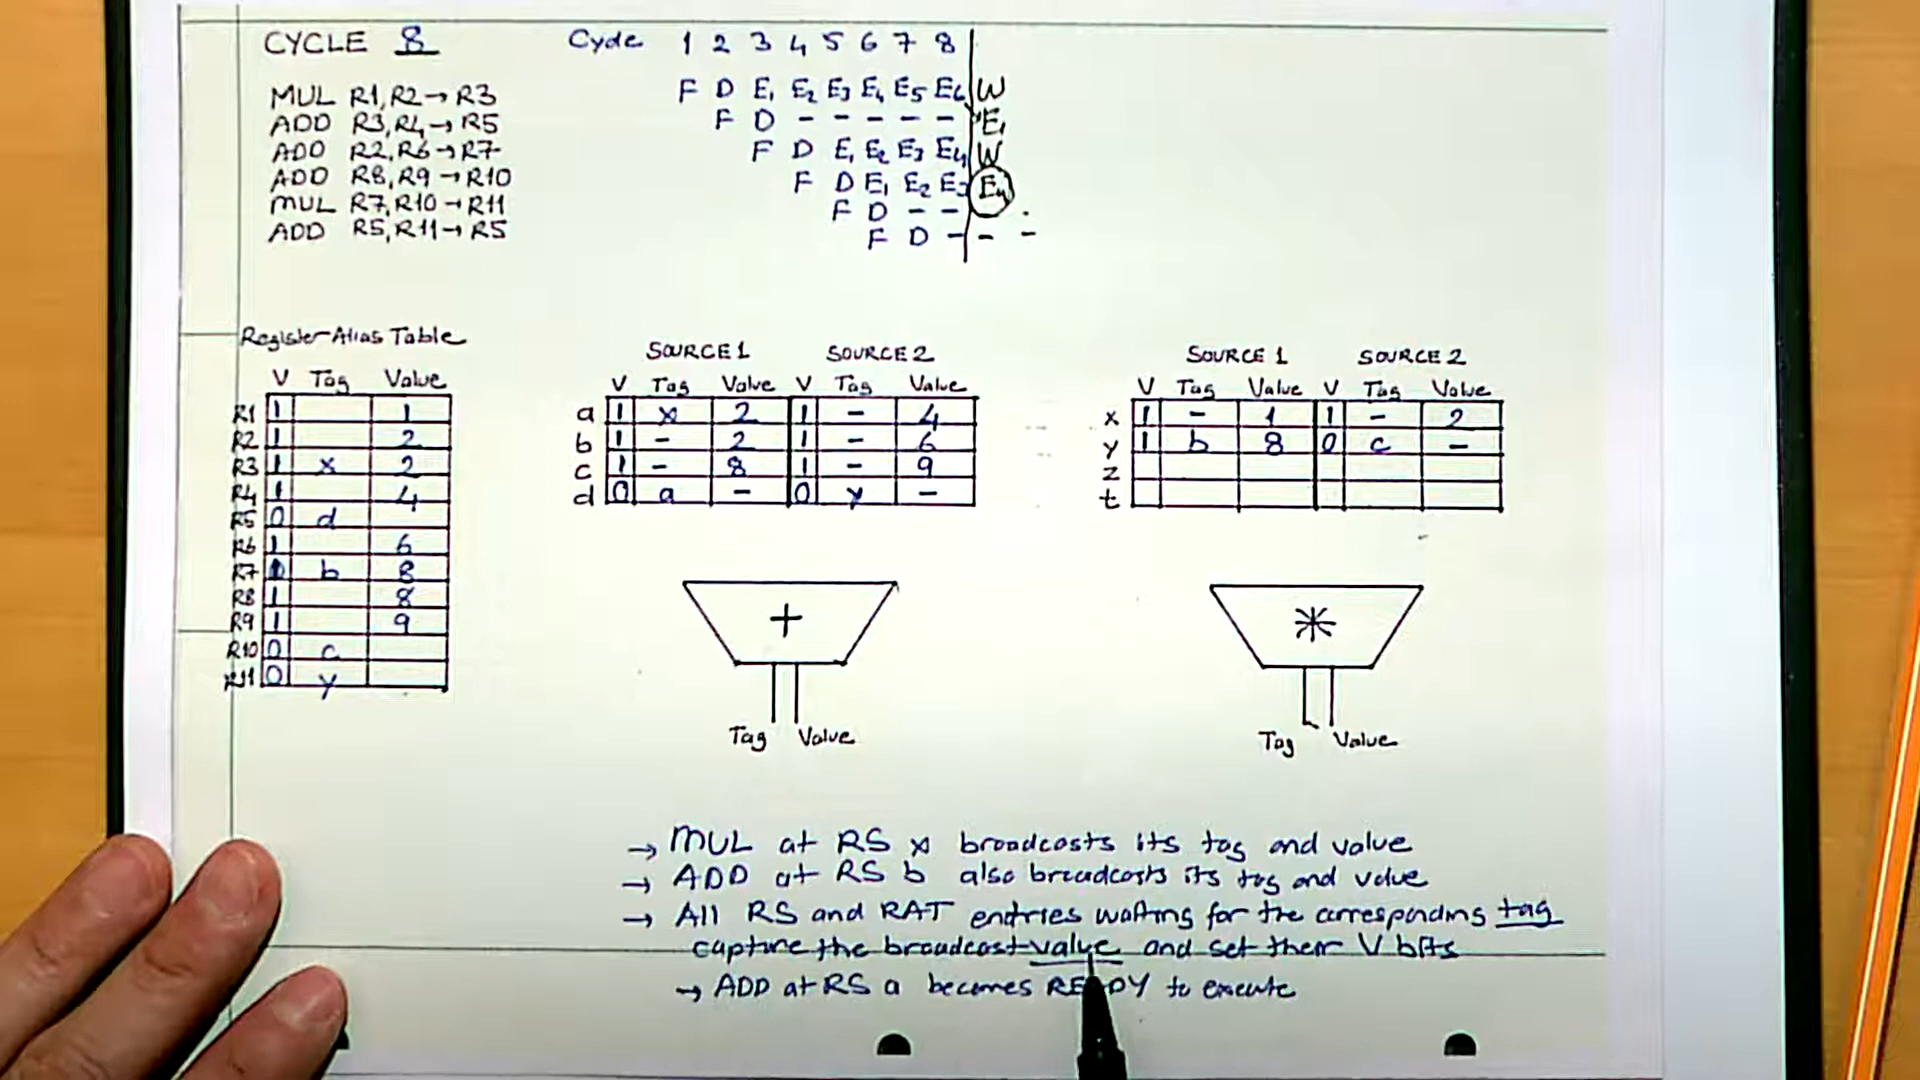 CYCLE 8
Cycle 1 2 3 4 5 6 7 8
MUL R1,R2→R3 F D E1 E2 E3 E4 E5 E6 W
ADD R3,R4→R5 F D - - - - - E1
ADD R2,R6→R7 F D E1 E2 E3 E4 W
ADD R8,R9→R10 F D E1 E2 E3 E4
MUL R7,R10→R11 F D - -
ADD R5,R11→R5 F D - - -
Register Alias Table
V Tag Value
R1 1 1
R2 1 2
R3 1 x 2
R4 1 4
R5 0 d
R6 1 6
R7 b 8
R8 1 8
R9 1 9
R10 0 c
R11 0 y
SOURCE 1 SOURCE 2
V Tag Value V Tag Value
a 1 x 2 1 - 4
b 1 - 2 1 - 6
c 1 - 8 1 - 9
d 0 a - 0 y -
+
Tag Value
SOURCE 1 SOURCE 2
V Tag Value V Tag Value
x 1 - 1 1 - 2
y 1 b 8 0 c -
z
t
*
Tag Value
→ MUL at RS x broadcasts its tag and value
→ ADD at RS b also broadcasts its tag and value
→ All RS and RAT entries waiting for the corresponding tag
capture the broadcast value and set their V bits
→ ADD at RS a becomes READY to execute